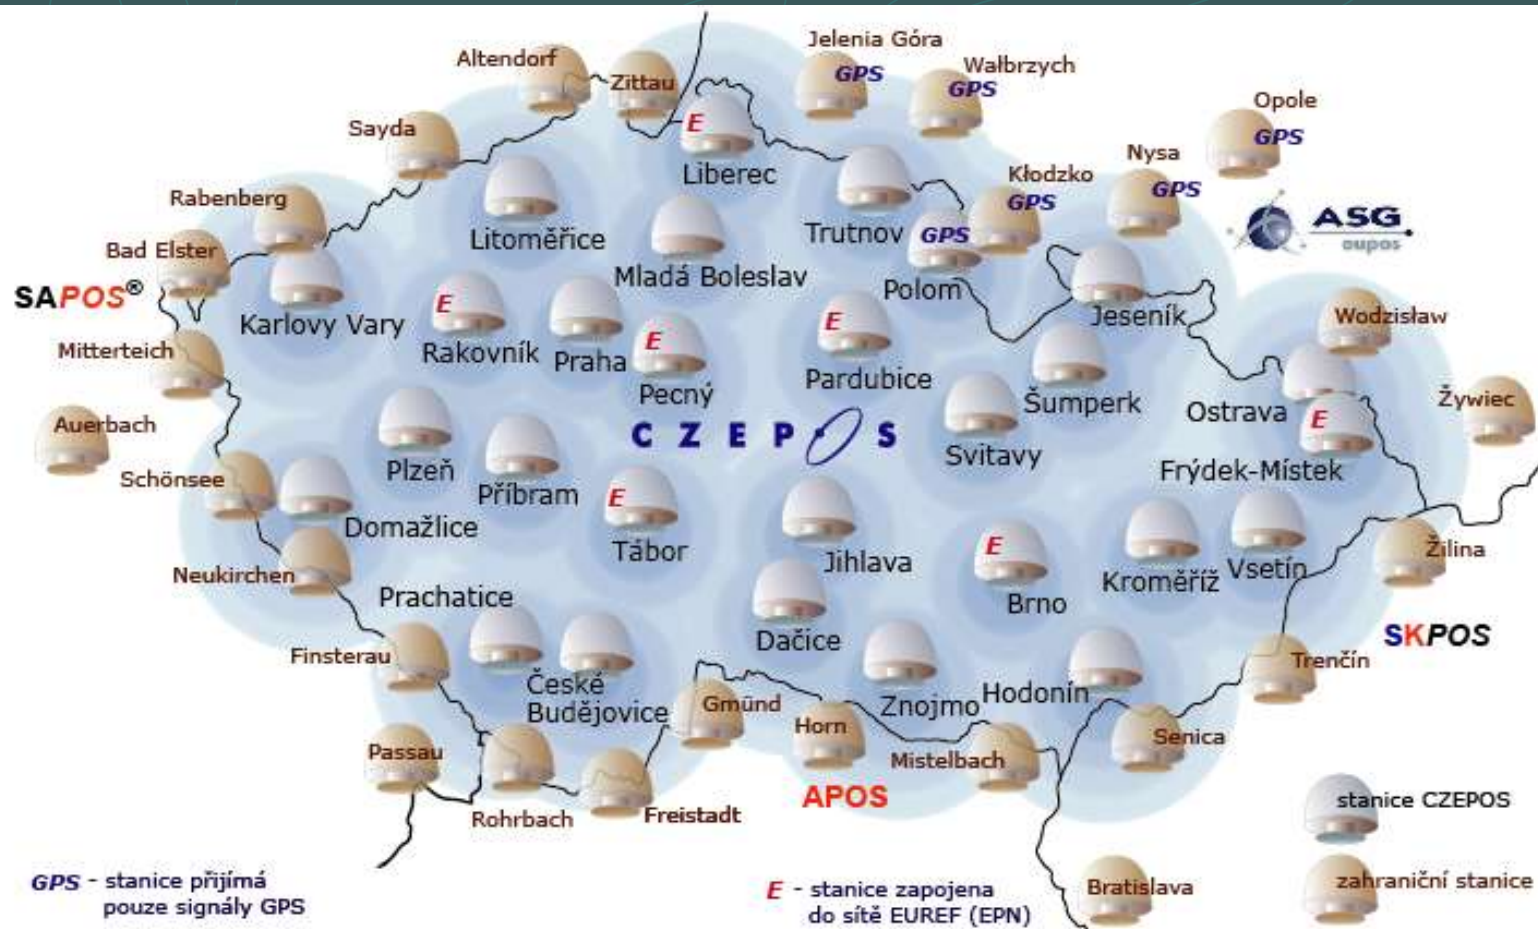 Jelenia Góra
GPS
Altendorf
Zittau
Wałbrzych
GPS
Opole
GPS
Sayda
E
Liberec
Nysa
GPS
Kłodzko
GPS
Rabenberg
Litoměřice
Trutnov
GPS
ASG
eupos
Bad Elster
Mladá Boleslav
Polom
SAPOS®
Karlovy Vary
E
Rakovník
Praha
E
Pecný
E
Pardubice
Jeseník
Wodzisław
Mitterteich
Šumperk
Ostrava
Žywiec
Auerbach
E
Frýdek-Místek
CZEPOS
Svitavy
Schönsee
Plzeň
Příbram
Domažlice
E
Tábor
Jihlava
E
Brno
Kroměříž
Vsetín
Žilina
Neukirchen
Prachatice
Dačice
SKPOS
Finsterau
České
Budějovice
Gmünd
Znojmo
Hodonín
Trenčín
Passau
Horn
Mistelbach
Senica
APOS
Rohrbach
Freistadt
stanice CZEPOS
GPS - stanice přijímá
pouze signály GPS
E - stanice zapojena
do sítě EUREF (EPN)
Bratislava
zahraniční stanice